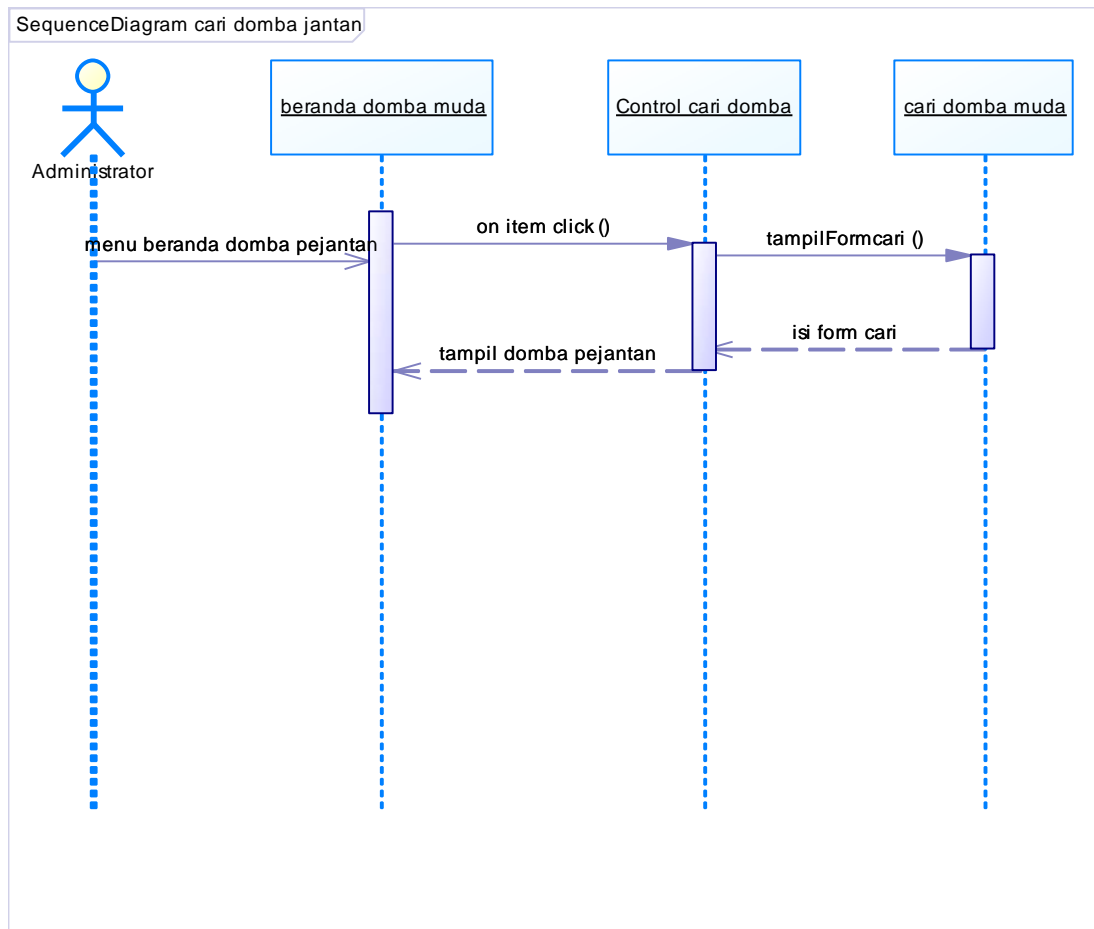 SequenceDiagram cari domba jantan
beranda domba muda
Control cari domba
cari domba muda
Administrator
on item click ()
tampilFormcari ()
menu beranda domba pejantan
isi form cari
tampil domba pejantan